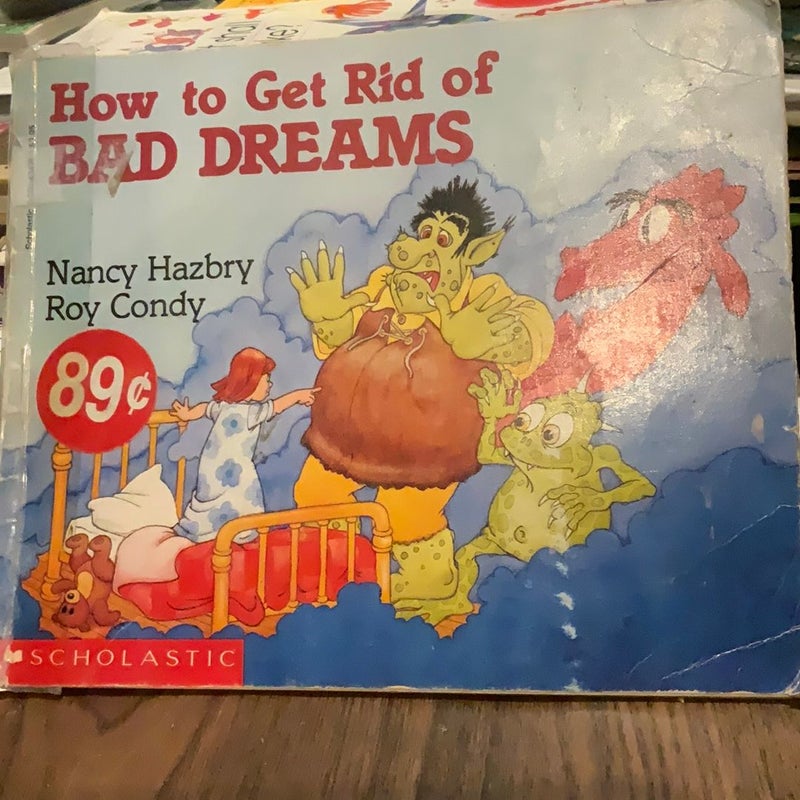 How to Get Rid of
BAD DREAMS
Nancy Hazbry
Roy Condy
89¢
SCHOLASTIC